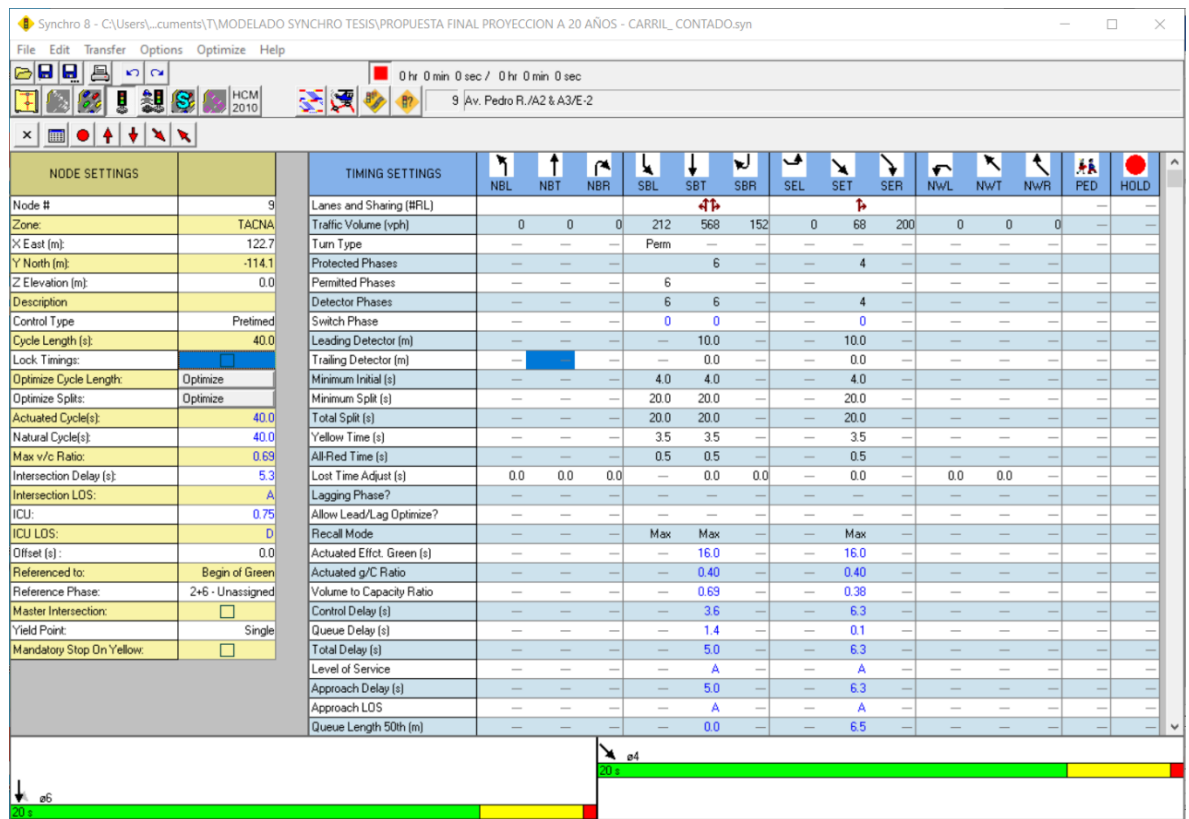 Synchro 8 - C:\Users\...cuments\T\MODELADO SYNCHRO TESIS\PROPUESTA FINAL PROYECCION A 20 AÑOS - CARRIL_ CONTADO.syn
File Edit Transfer Options Optimize Help
0 hr 0 min 0 sec / 0 hr 0 min 0 sec
HCM 2010
9 Av. Pedro R./A2 & A3/E-2
NODE SETTINGS
Node # 9
Zone: TACNA
X East (m): 122.7
Y North (m): -114.1
Z Elevation (m): 0.0
Description
Control Type Pretimed
Cycle Length (s): 40.0
Lock Timings:
Optimize Cycle Length: Optimize
Optimize Splits: Optimize
Actuated Cycle(s): 40.0
Natural Cycle(s): 40.0
Max v/c Ratio: 0.69
Intersection Delay (s): 5.3
Intersection LOS: A
ICU: 0.75
ICU LOS: D
Offset (s) : 0.0
Referenced to: Begin of Green
Reference Phase: 2+6 - Unassigned
Master Intersection:
Yield Point: Single
Mandatory Stop On Yellow:
TIMING SETTINGS NBL NBT NBR SBL SBT SBR SEL SET SER NWL NWT NWR PED HOLD
Lanes and Sharing (#RL) — —
Traffic Volume (vph) 0 0 0 212 568 152 0 68 200 0 0 0 — —
Turn Type — — — Perm — — — — — — — — — —
Protected Phases — — — 6 — — 4 — — — — — —
Permitted Phases — — — 6 — — — — — — — —
Detector Phases — — — 6 6 — — 4 — — — — — —
Switch Phase — — — 0 0 — — 0 — — — — — —
Leading Detector (m) — — — — 10.0 — — 10.0 — — — — — —
Trailing Detector (m) — — — — 0.0 — — 0.0 — — — — — —
Minimum Initial (s) — — — 4.0 4.0 — — 4.0 — — — — — —
Minimum Split (s) — — — 20.0 20.0 — — 20.0 — — — — — —
Total Split (s) — — — 20.0 20.0 — — 20.0 — — — — — —
Yellow Time (s) — — — 3.5 3.5 — — 3.5 — — — — — —
All-Red Time (s) — — — 0.5 0.5 — — 0.5 — — — — — —
Lost Time Adjust (s) 0.0 0.0 0.0 — 0.0 0.0 — 0.0 — 0.0 0.0 — — —
Lagging Phase? — — — — — — — — — — — — — —
Allow Lead/Lag Optimize? — — — — — — — — — — — — — —
Recall Mode — — — Max Max — — Max — — — — — —
Actuated Effct. Green (s) — — — — 16.0 — — 16.0 — — — — — —
Actuated g/C Ratio — — — — 0.40 — — 0.40 — — — — — —
Volume to Capacity Ratio — — — — 0.69 — — 0.38 — — — — — —
Control Delay (s) — — — — 3.6 — — 6.3 — — — — — —
Queue Delay (s) — — — — 1.4 — — 0.1 — — — — — —
Total Delay (s) — — — — 5.0 — — 6.3 — — — — — —
Level of Service — — — — A — — A — — — — — —
Approach Delay (s) — — — — 5.0 — — 6.3 — — — — — —
Approach LOS — — — — A — — A — — — — — —
Queue Length 50th (m) — — — — 0.0 — — 6.5 — — — — — —
ø4
20 s
ø6
20 s